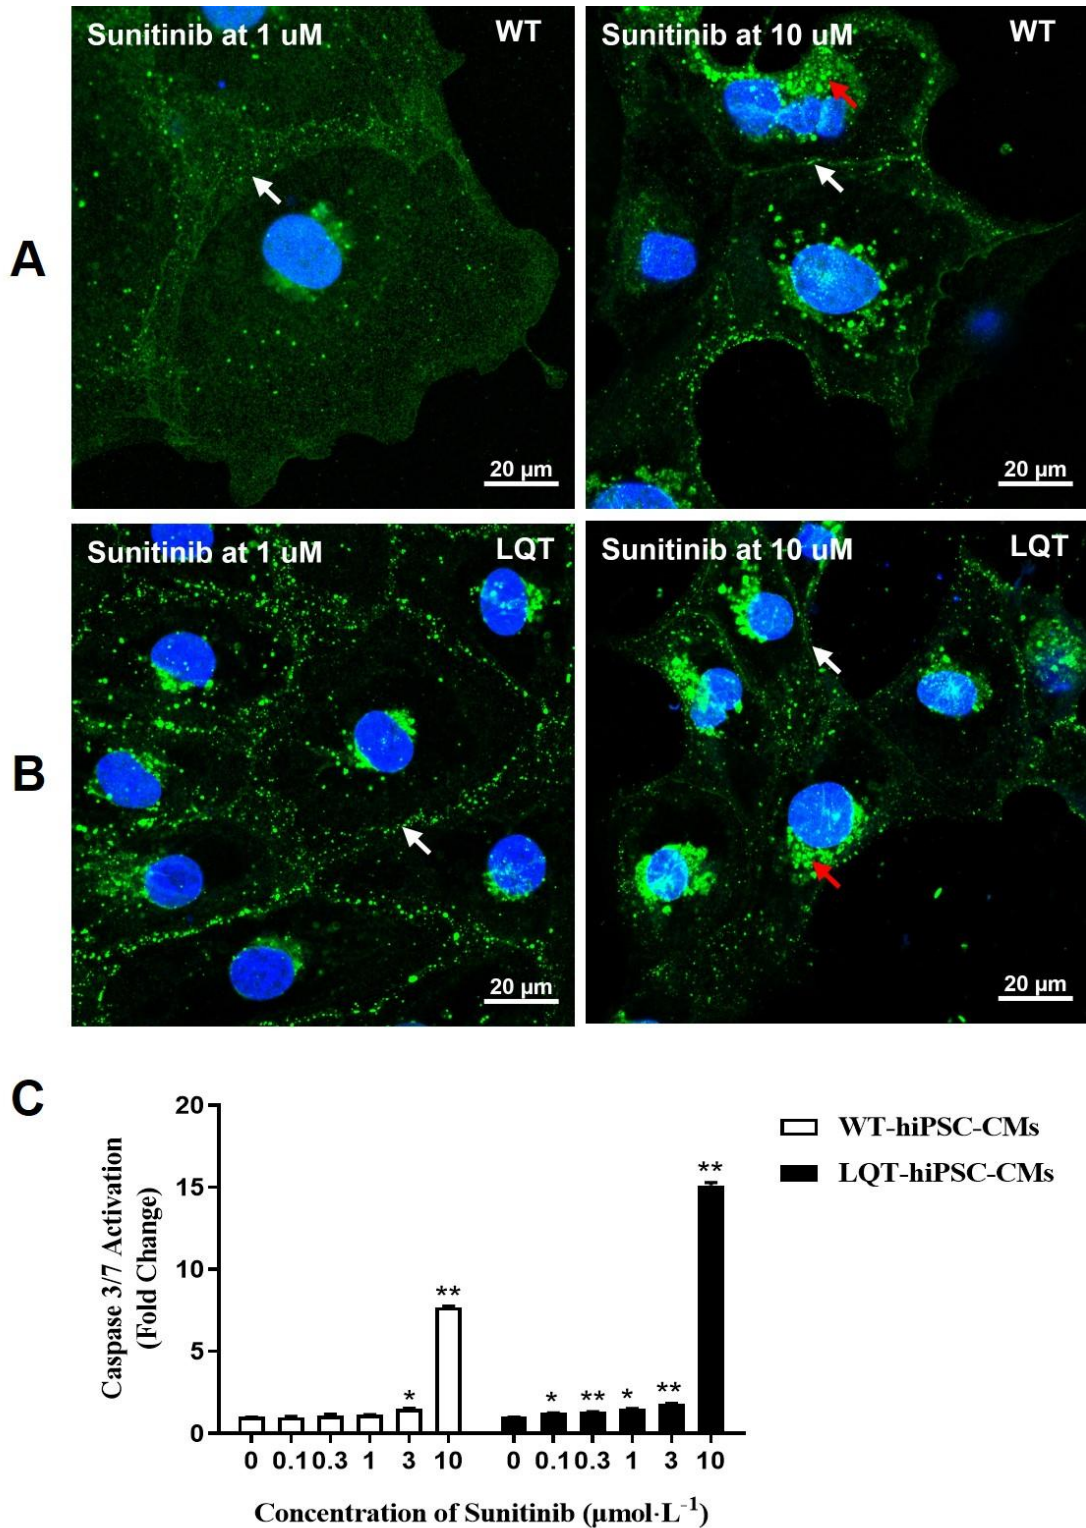 Sunitinib at 1 uM WT
Sunitinib at 10 uM WT
A
20 µm
20 µm
Sunitinib at 1 uM LQT
Sunitinib at 10 uM LQT
B
20 µm
20 µm
C
20
15
10
5
0
Caspase 3/7 Activation
(Fold Change)
WT-hiPSC-CMs
LQT-hiPSC-CMs
* ** * ** * ** **
0 0.1 0.3 1 3 10 0 0.1 0.3 1 3 10
Concentration of Sunitinib (µmol·L⁻¹)